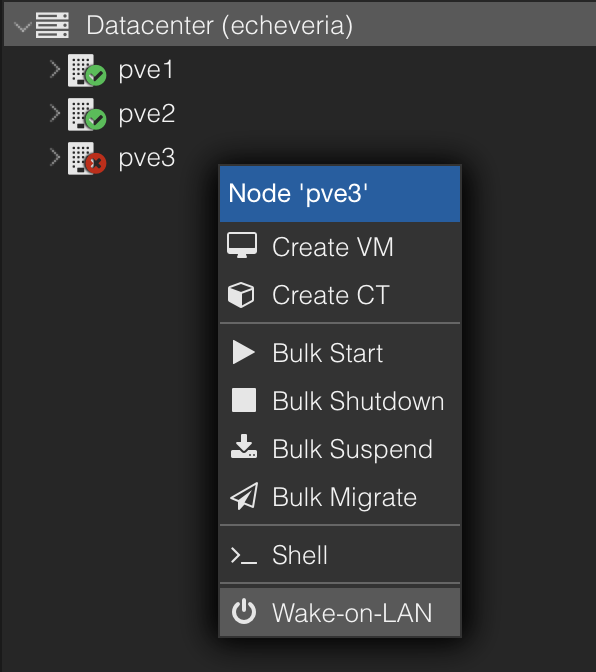 Datacenter (echeveria)
pve1
pve2
pve3
Node 'pve3'
Create VM
Create CT
Bulk Start
Bulk Shutdown
Bulk Suspend
Bulk Migrate
Shell
Wake-on-LAN